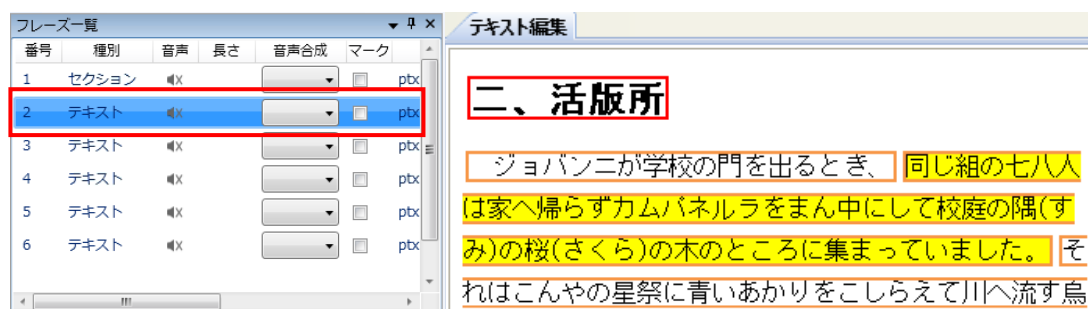 フレーズ一覧
番号 種別 音声 長さ 音声合成 マーク
1 セクション ptx
2 テキスト ptx
3 テキスト ptx
4 テキスト ptx
5 テキスト ptx
6 テキスト ptx
テキスト編集
二、活版所
ジョバンニが学校の門を出るとき、 同じ組の七八人
は家へ帰らずカムパネルラをまん中にして校庭の隅(す
み)の桜(さくら)の木のところに集まっていました。 そ
れはこんやの星祭に青いあかりをこしらえて川へ流す烏